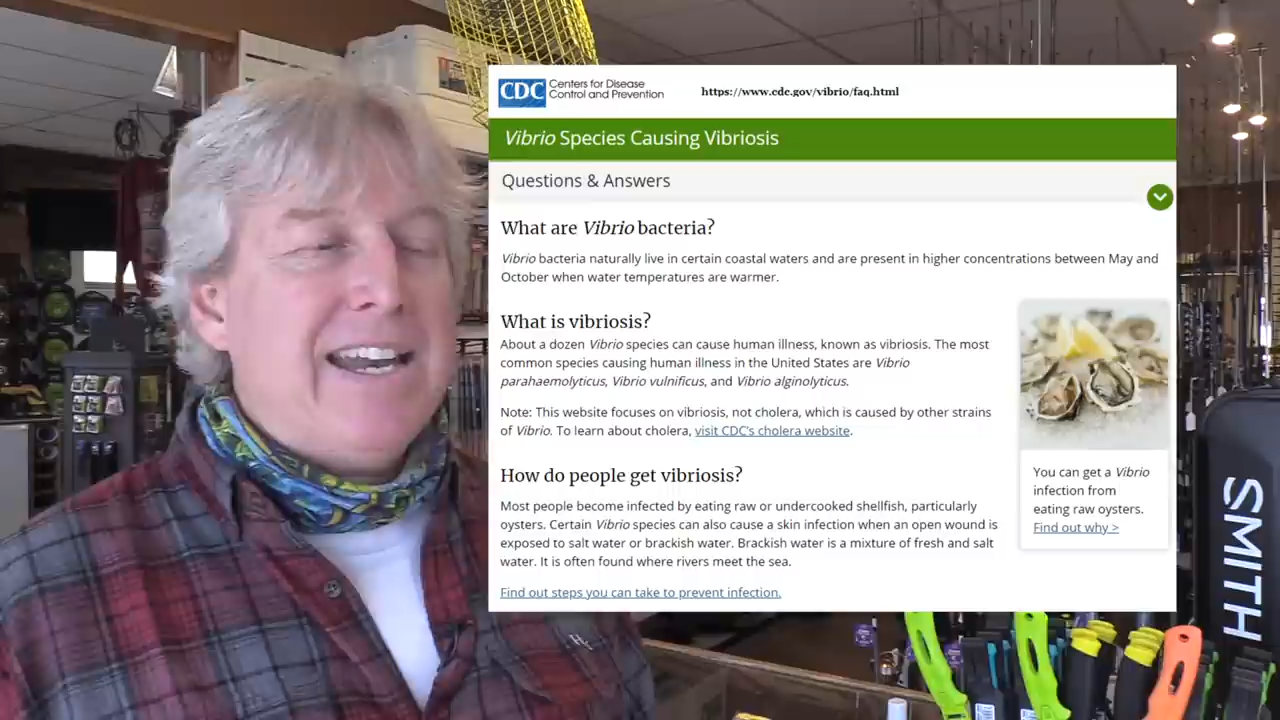 CDC Centers for Disease
Control and Prevention
https://www.cdc.gov/vibrio/faq.html
Vibrio Species Causing Vibriosis
Questions & Answers
What are Vibrio bacteria?
Vibrio bacteria naturally live in certain coastal waters and are present in higher concentrations between May and
October when water temperatures are warmer.
What is vibriosis?
About a dozen Vibrio species can cause human illness, known as vibriosis. The most
common species causing human illness in the United States are Vibrio
parahaemolyticus, Vibrio vulnificus, and Vibrio alginolyticus.
Note: This website focuses on vibriosis, not cholera, which is caused by other strains
of Vibrio. To learn about cholera, visit CDC's cholera website.
How do people get vibriosis?
Most people become infected by eating raw or undercooked shellfish, particularly
oysters. Certain Vibrio species can also cause a skin infection when an open wound is
exposed to salt water or brackish water. Brackish water is a mixture of fresh and salt
water. It is often found where rivers meet the sea.
Find out steps you can take to prevent infection.
You can get a Vibrio
infection from
eating raw oysters.
Find out why >
SMITH